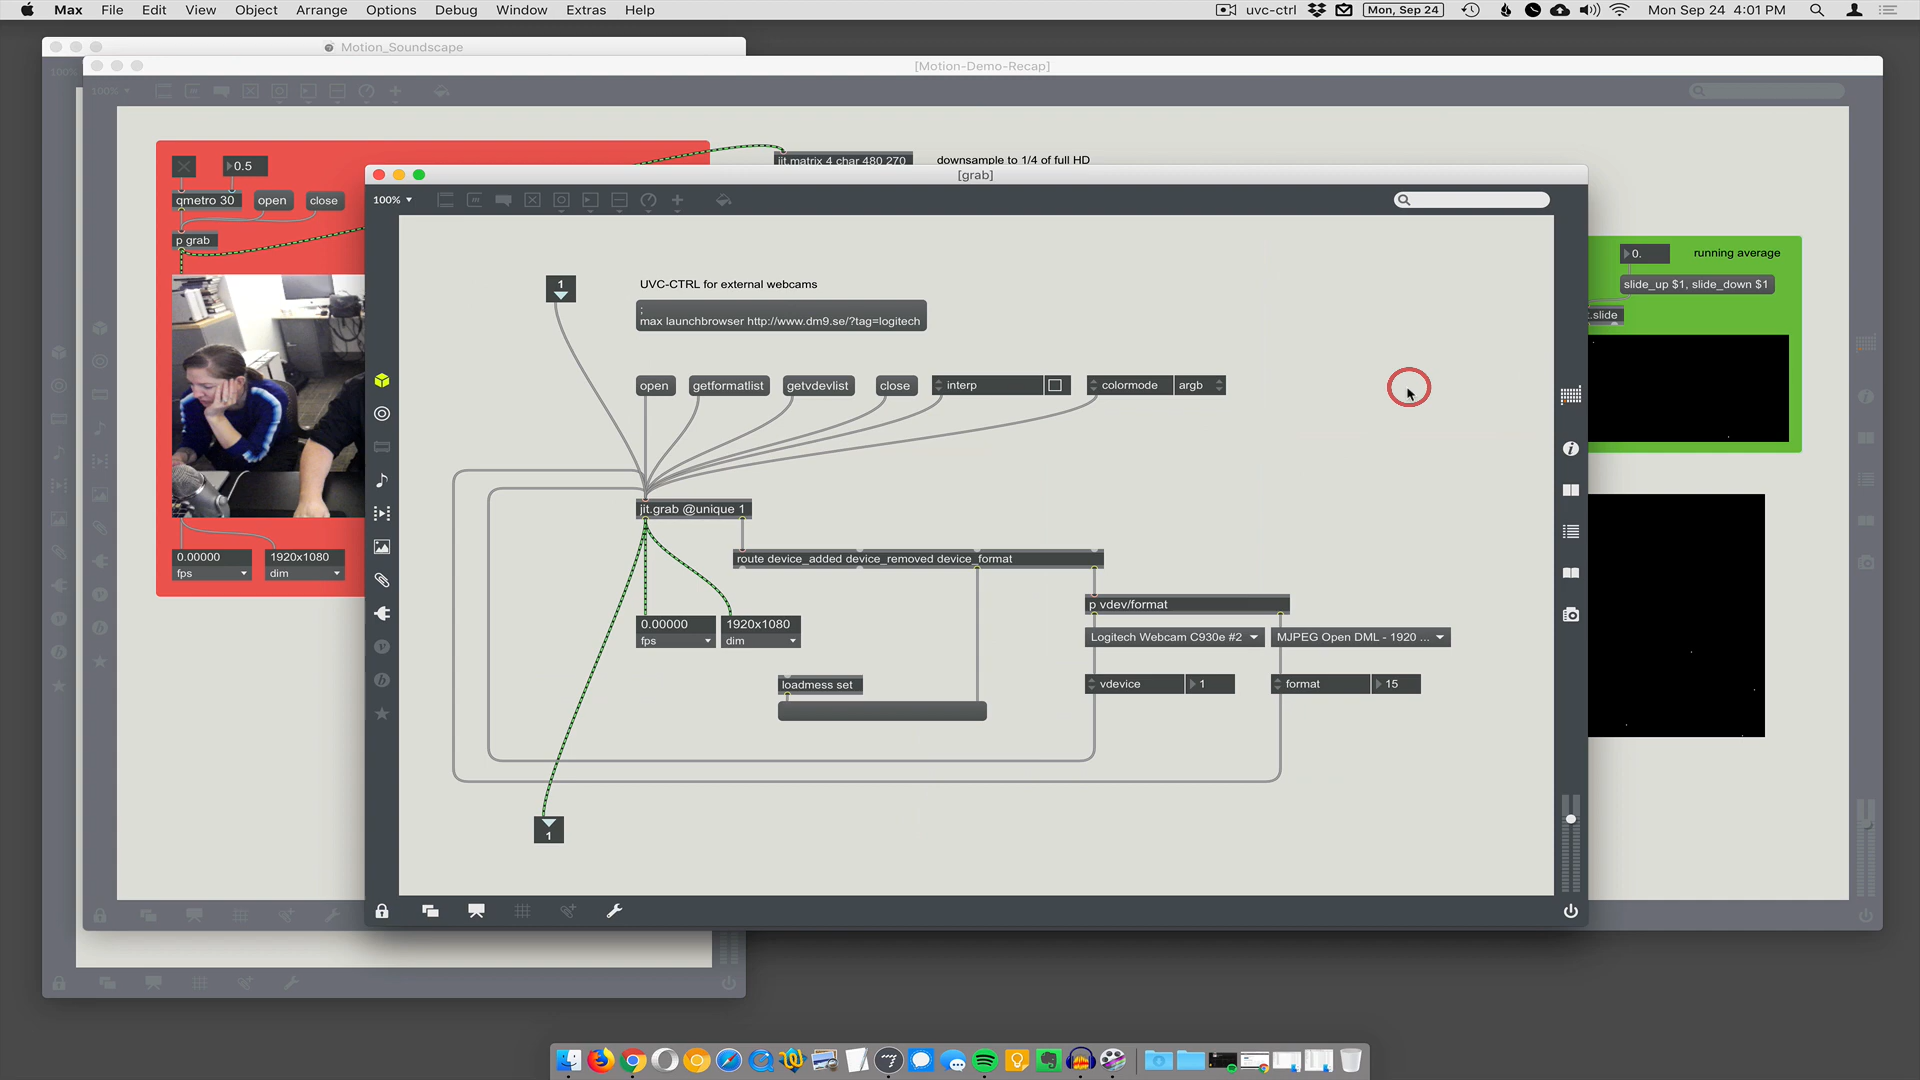 Max File Edit View Object Arrange Options Debug Window Extras Help
uvc-ctrl Mon, Sep 24 Mon Sep 24 4:01 PM
Motion_Soundscape
[Motion-Demo-Recap]
100%
100%
0.5
qmetro 30 open close
p grab
0.00000 1920x1080
fps dim
jit.matrix 4 char 480 270
downsample to 1/4 of full HD
[grab]
100%
1
UVC-CTRL for external webcams
;
max launchbrowser http://www.dm9.se/?tag=logitech
open getformatlist getvdevlist close interp colormode argb
jit.grab @unique 1
route device_added device_removed device_format
p vdev/format
0.00000 1920x1080
fps dim
Logitech Webcam C930e #2 MJPEG Open DML - 1920 ...
loadmess set
vdevice 1 format 15
1
0. running average
slide_up $1, slide_down $1
t.slide